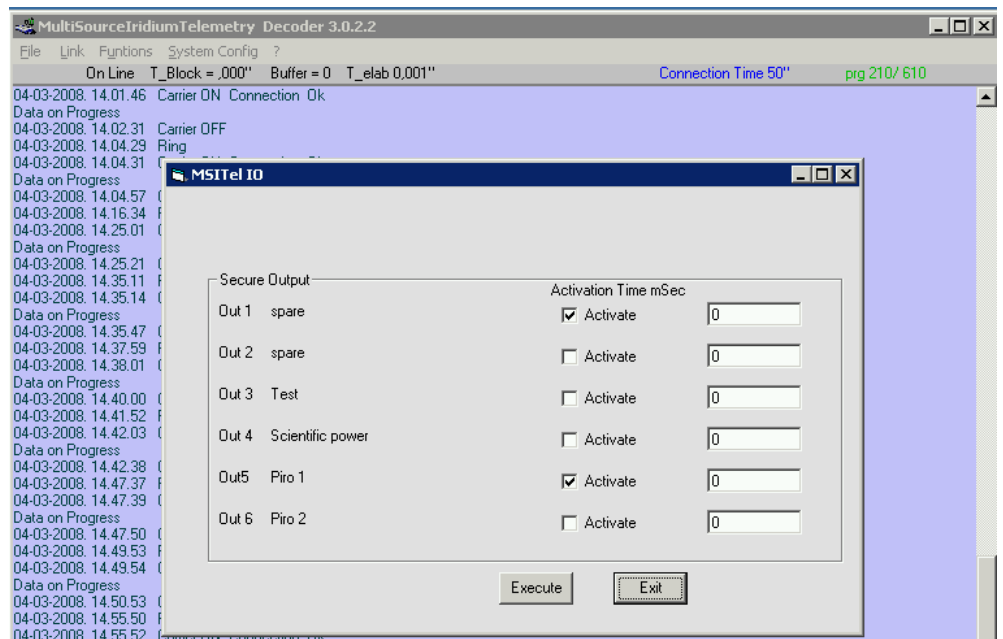 MultiSourceIridiumTelemetry Decoder 3.0.2.2
File Link Funtions System Config ?
On Line T_Block = ,000" Buffer = 0 T_elab 0,001" Connection Time 50" prg 210/ 610
04-03-2008. 14.01.46 Carrier ON Connection Ok
Data on Progress
04-03-2008. 14.02.31 Carrier OFF
04-03-2008. 14.04.29 Ring
04-03-2008. 14.04.31
Data on Progress
04-03-2008. 14.04.57
04-03-2008. 14.16.34
04-03-2008. 14.25.01
Data on Progress
04-03-2008. 14.25.21
04-03-2008. 14.35.11
04-03-2008. 14.35.14
Data on Progress
04-03-2008. 14.35.47
04-03-2008. 14.37.59
04-03-2008. 14.38.01
Data on Progress
04-03-2008. 14.40.00
04-03-2008. 14.41.52
04-03-2008. 14.42.03
Data on Progress
04-03-2008. 14.42.38
04-03-2008. 14.47.37
04-03-2008. 14.47.39
Data on Progress
04-03-2008. 14.47.50
04-03-2008. 14.49.53
04-03-2008. 14.49.54
Data on Progress
04-03-2008. 14.50.53
04-03-2008. 14.55.50
04-03-2008. 14.55.52
MSITel IO
Secure Output
Activation Time mSec
Out 1 spare Activate 0
Out 2 spare Activate 0
Out 3 Test Activate 0
Out 4 Scientific power Activate 0
Out5 Piro 1 Activate 0
Out 6 Piro 2 Activate 0
Execute Exit